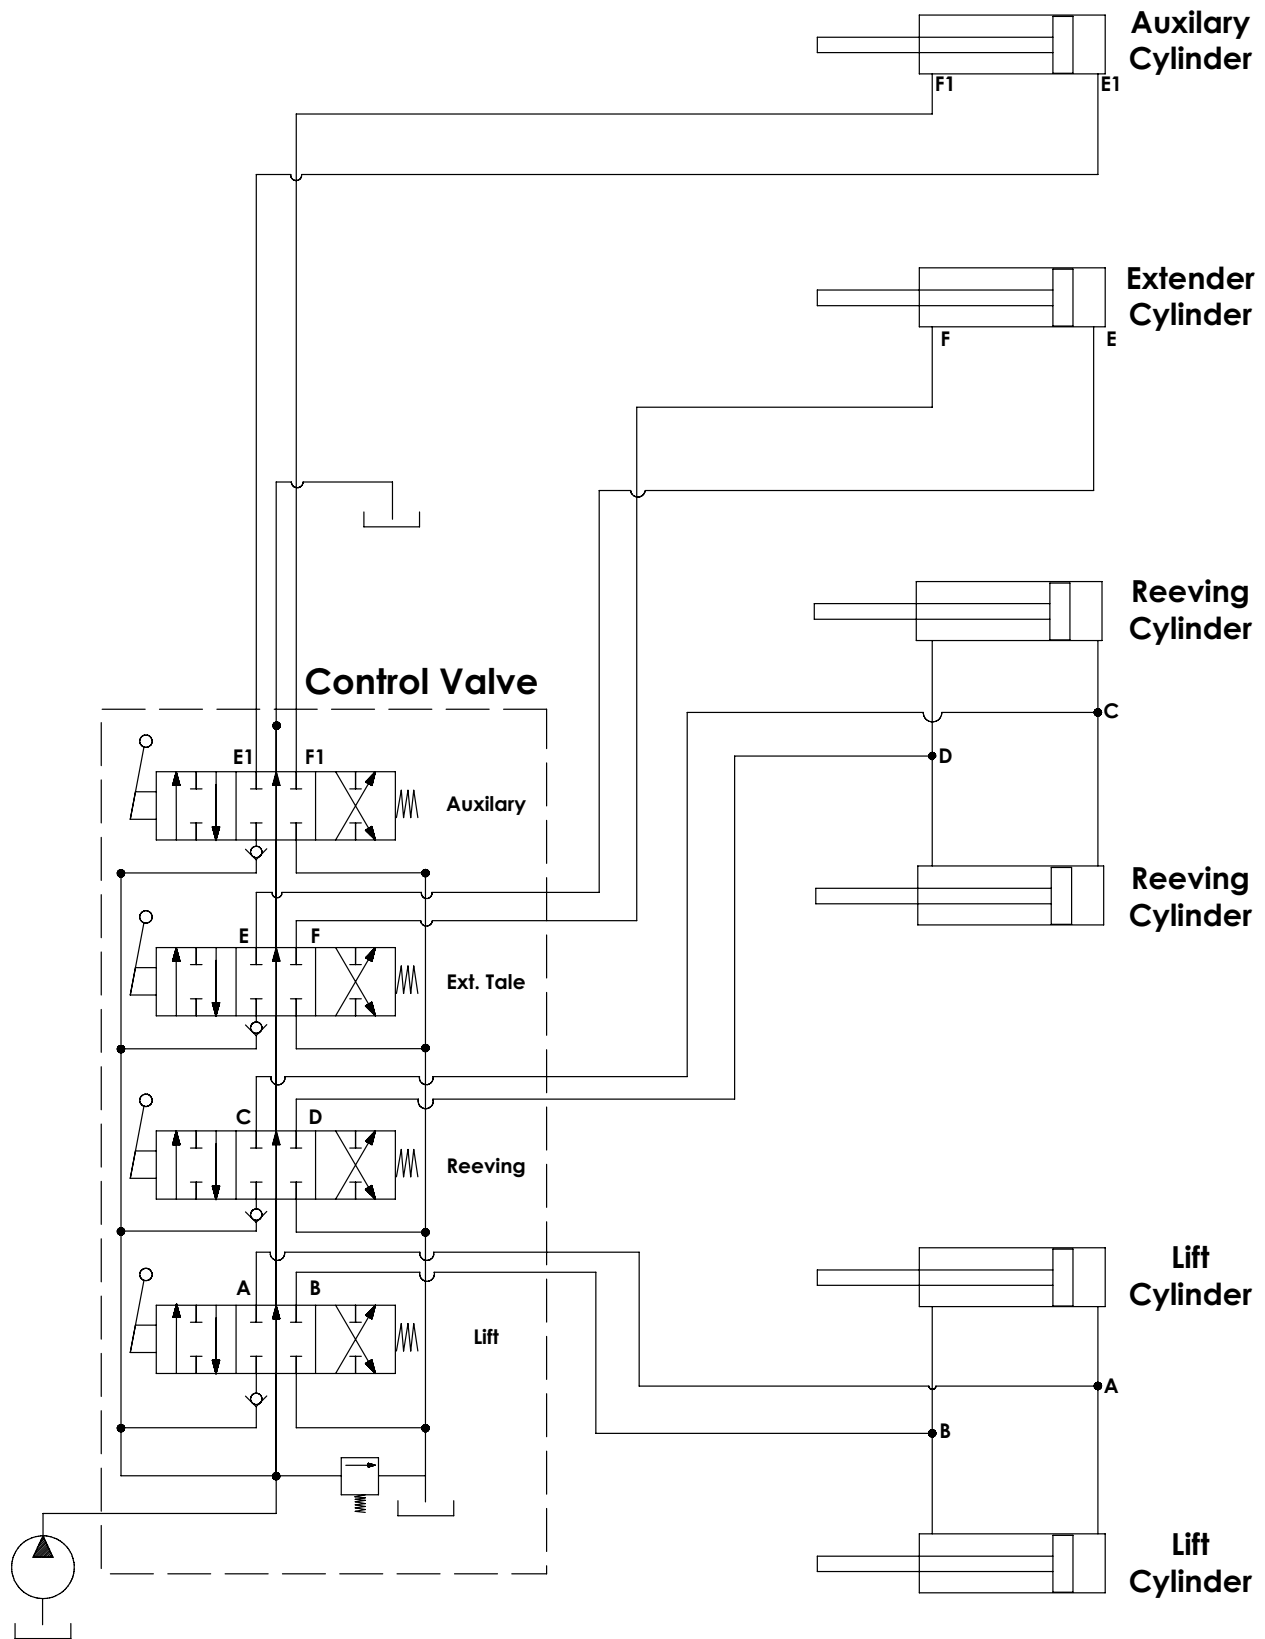 Auxilary
Cylinder
F1
E1
Extender
Cylinder
F
E
Reeving
Cylinder
Control Valve
C
D
E1
F1
Auxilary
Reeving
Cylinder
E
F
Ext. Tale
C
D
Reeving
Lift
Cylinder
A
B
Lift
A
B
Lift
Cylinder